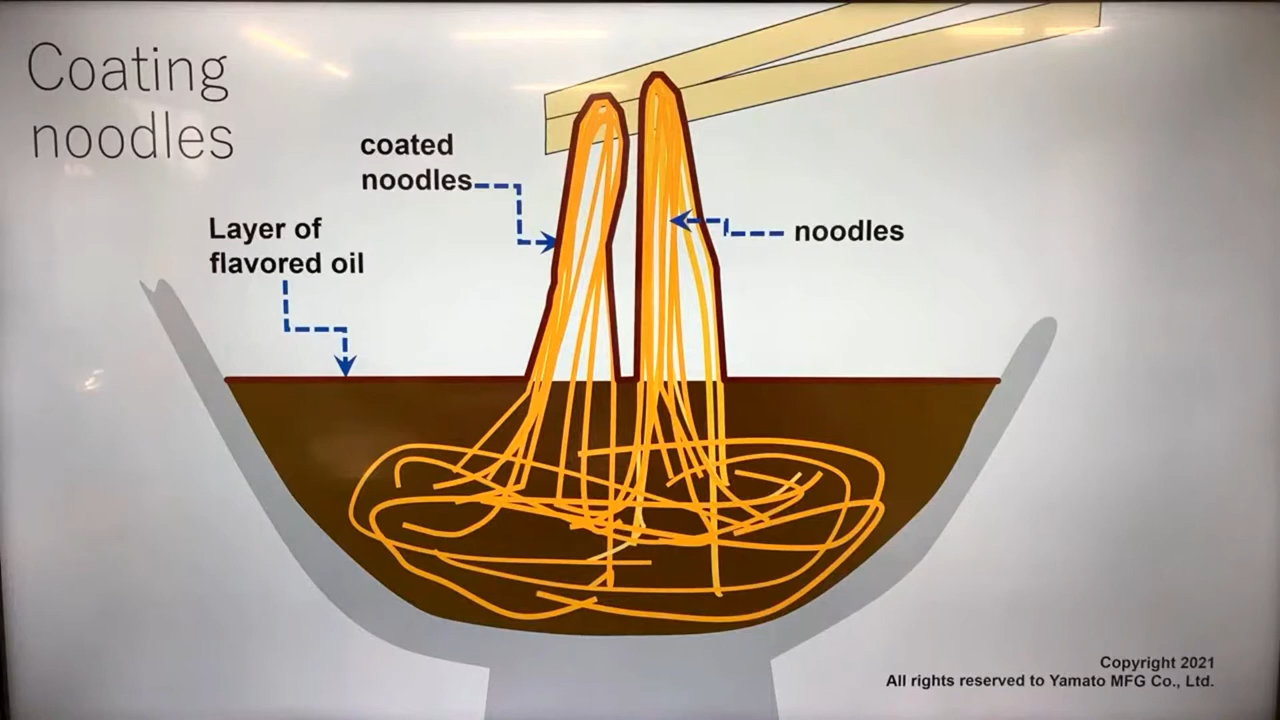 Coating
noodles
coated
noodles
Layer of
flavored oil
noodles
Copyright 2021
All rights reserved to Yamato MFG Co., Ltd.